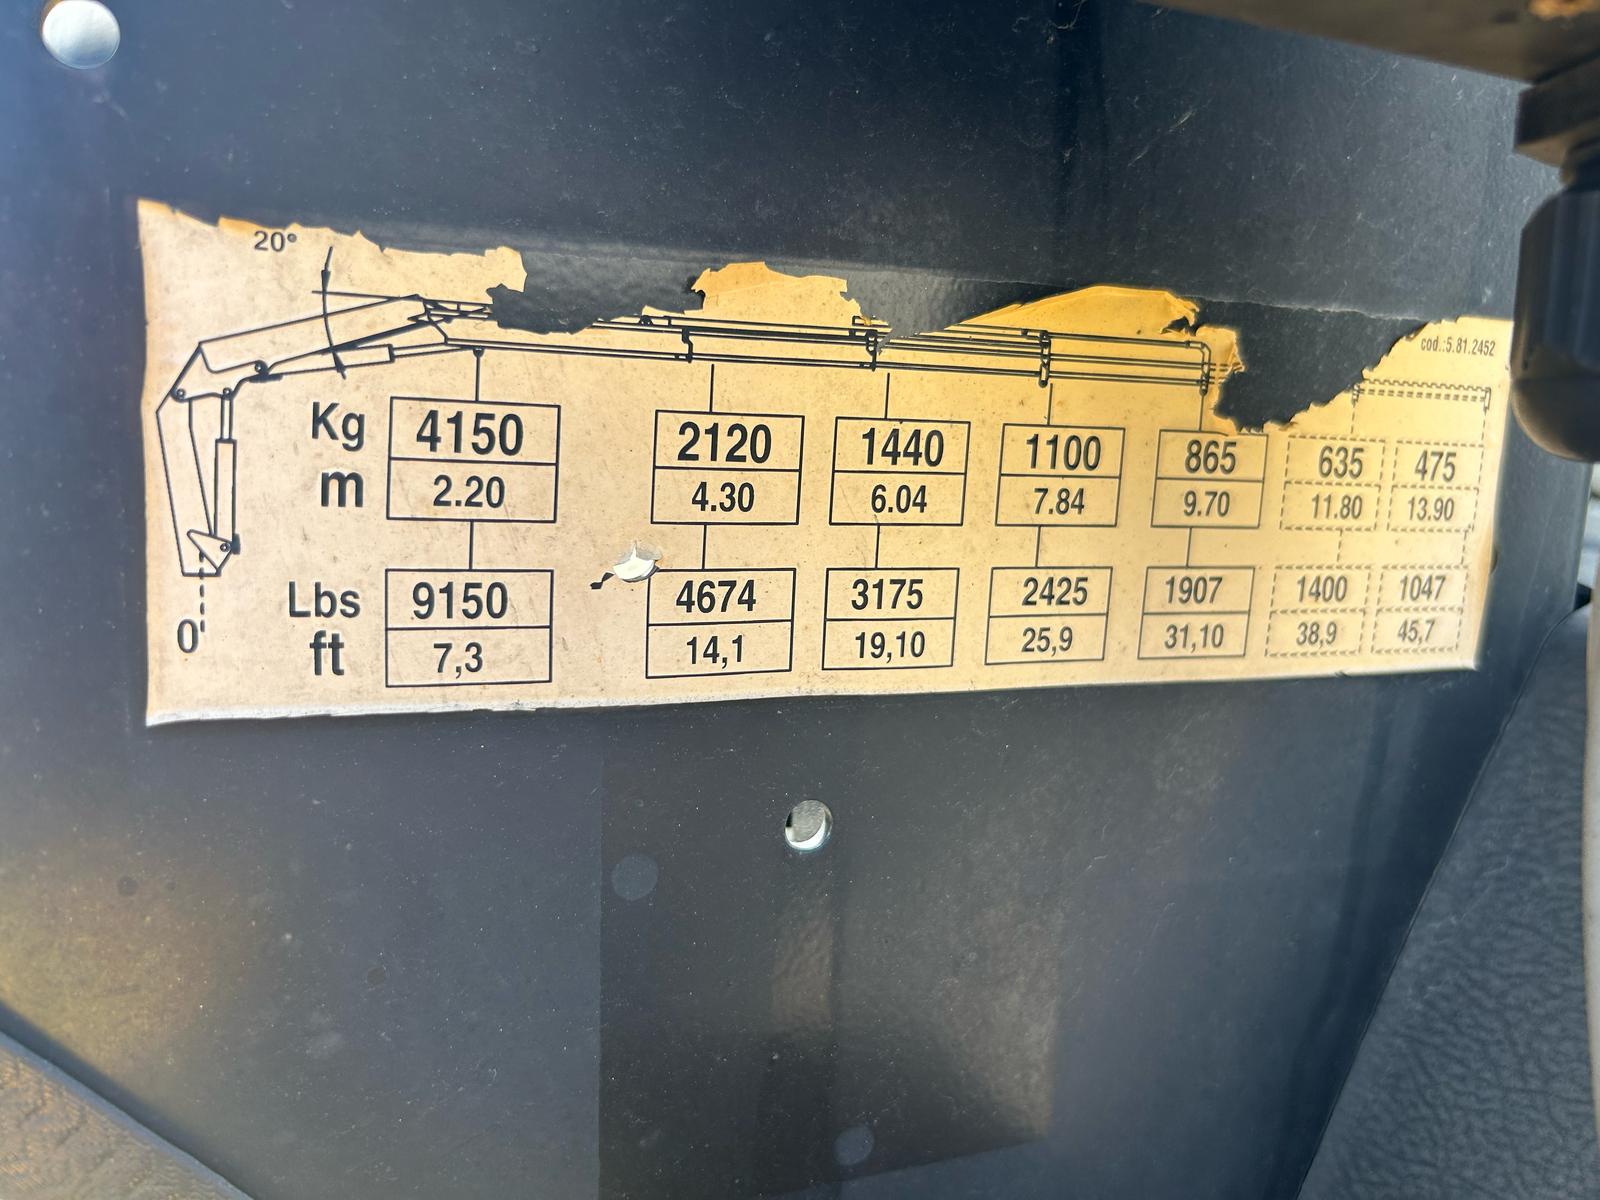 20°
cod.:5.81.2452
Kg 4150 2120 1440 1100 865 635 475
m 2.20 4.30 6.04 7.84 9.70 11.80 13.90
Lbs 9150 4674 3175 2425 1907 1400 1047
ft 7,3 14,1 19,10 25,9 31,10 38,9 45,7
0